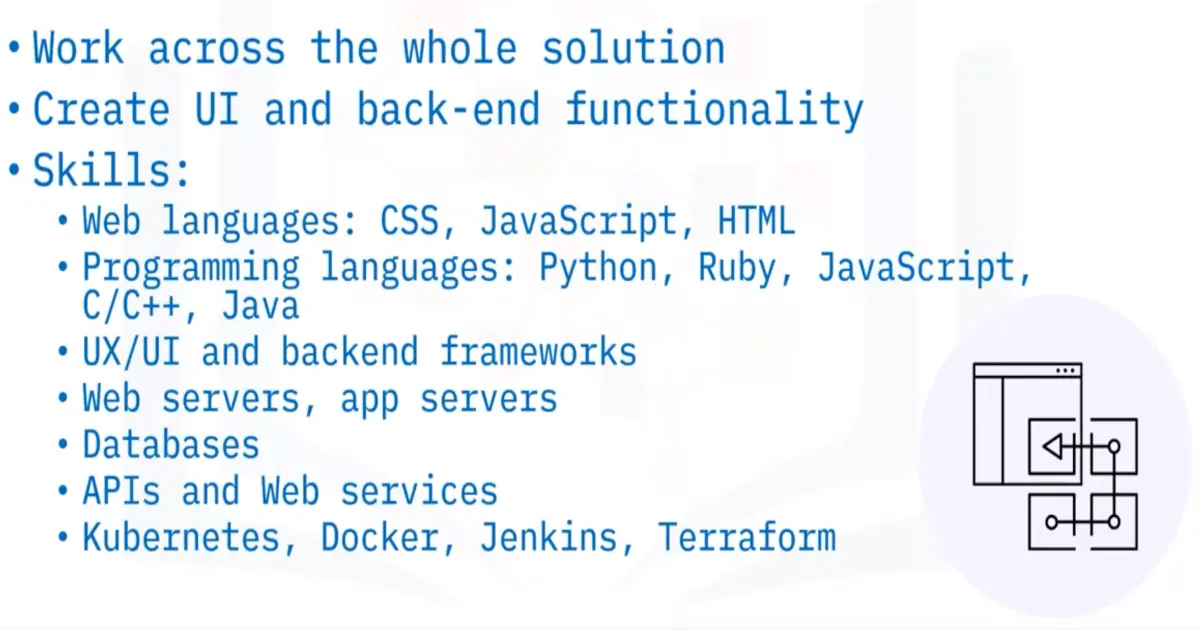 • Work across the whole solution
• Create UI and back-end functionality
• Skills:
• Web languages: CSS, JavaScript, HTML
• Programming languages: Python, Ruby, JavaScript,
C/C++, Java
• UX/UI and backend frameworks
• Web servers, app servers
• Databases
• APIs and Web services
• Kubernetes, Docker, Jenkins, Terraform